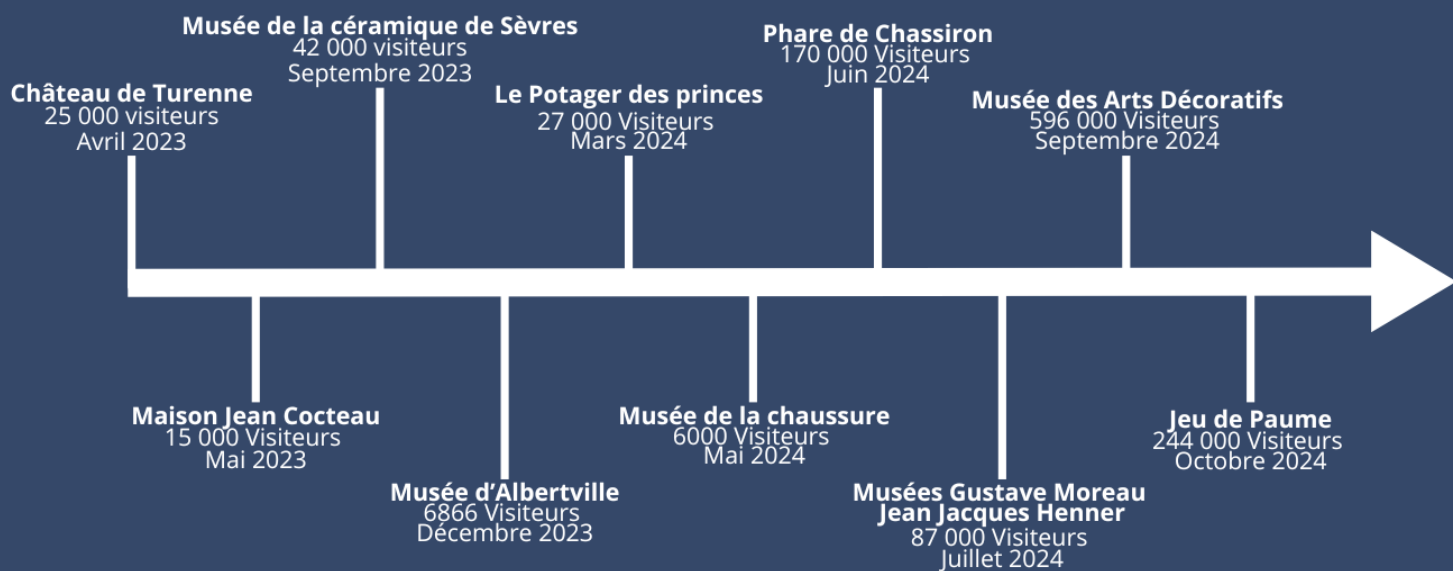 Château de Turenne
25 000 visiteurs
Avril 2023
Maison Jean Cocteau
15 000 Visiteurs
Mai 2023
Musée de la céramique de Sèvres
42 000 visiteurs
Septembre 2023
Musée d’Albertville
6866 Visiteurs
Décembre 2023
Le Potager des princes
27 000 Visiteurs
Mars 2024
Musée de la chaussure
6000 Visiteurs
Mai 2024
Phare de Chassiron
170 000 Visiteurs
Juin 2024
Musées Gustave Moreau
Jean Jacques Henner
87 000 Visiteurs
Juillet 2024
Musée des Arts Décoratifs
596 000 Visiteurs
Septembre 2024
Jeu de Paume
244 000 Visiteurs
Octobre 2024